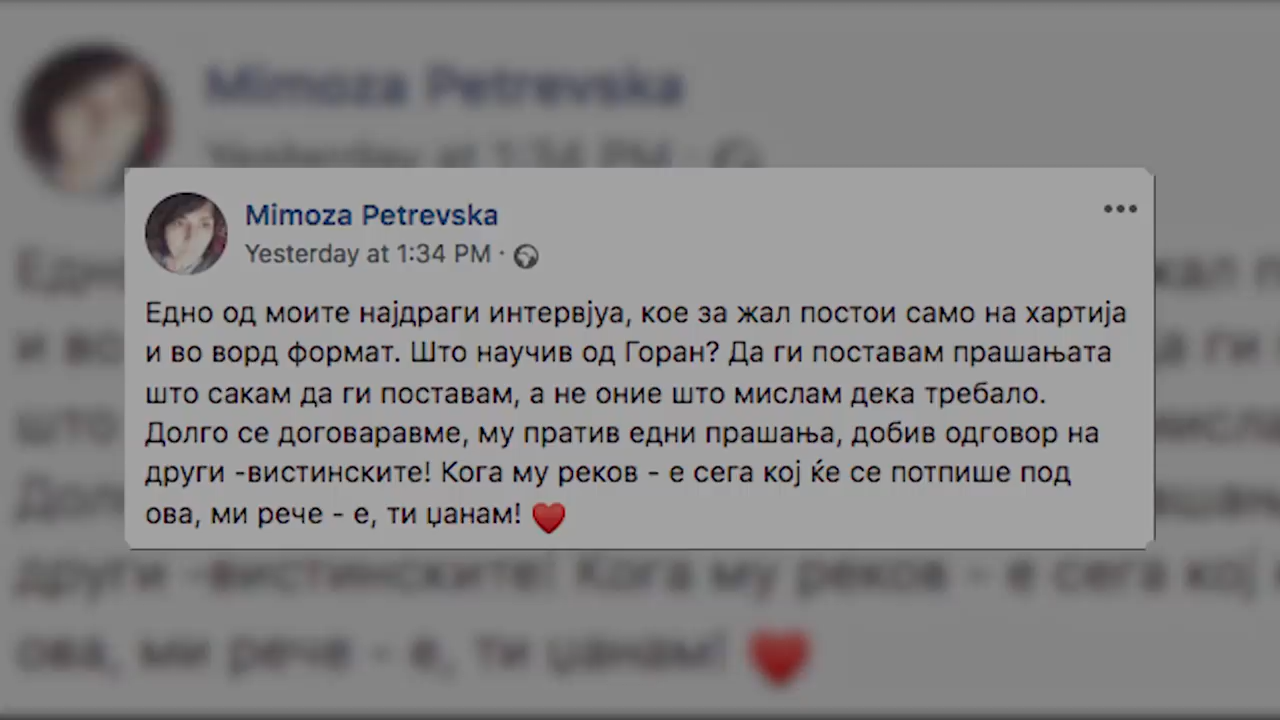 Mimoza Petrevska
Yesterday at 1:34 PM ·
Едно од моите најдраги интервјуа, кое за жал постои само на хартија
и во ворд формат. Што научив од Горан? Да ги поставам прашањата
што сакам да ги поставам, а не оние што мислам дека требало.
Долго се договаравме, му пратив едни прашања, добив одговор на
други -вистинските! Кога му реков - е сега кој ќе се потпише под
ова, ми рече - е, ти џанам! ❤️